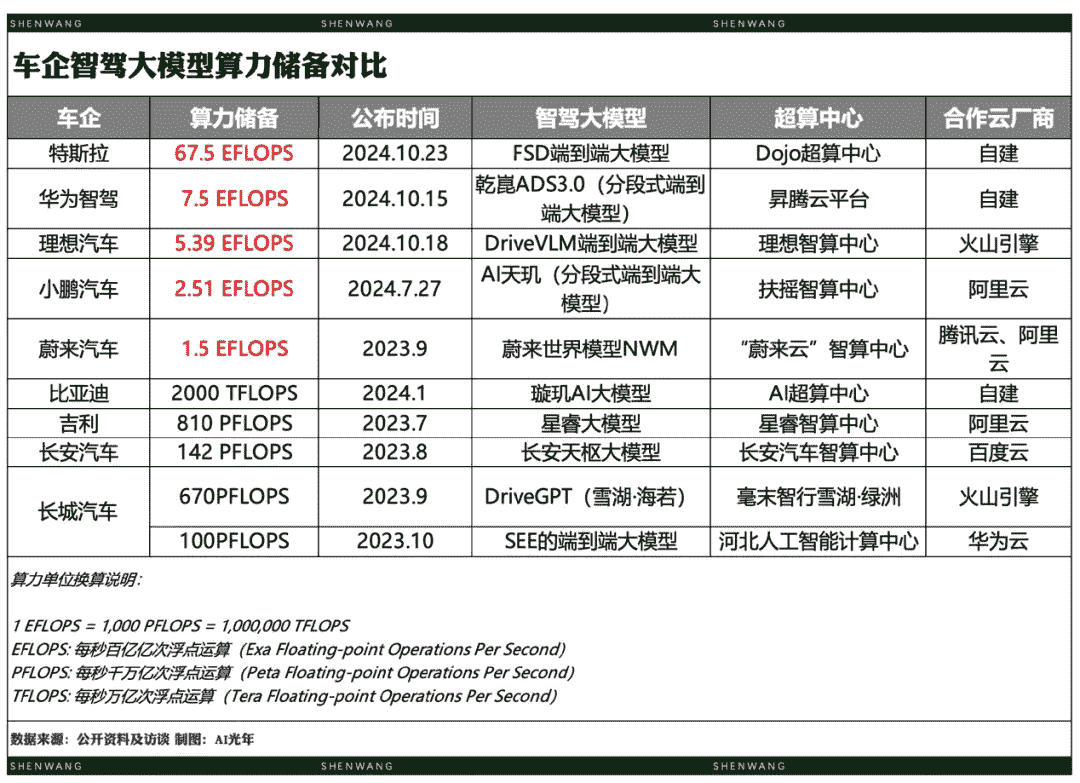 SHENWANG SHENWANG SHENWANG
车企智驾大模型算力储备对比
车企 算力储备 公布时间 智驾大模型 超算中心 合作云厂商
特斯拉 67.5 EFLOPS 2024.10.23 FSD端到端大模型 Dojo超算中心 自建
华为智驾 7.5 EFLOPS 2024.10.15 乾崑ADS3.0（分段式端到
端大模型） 昇腾云平台 自建
理想汽车 5.39 EFLOPS 2024.10.18 DriveVLM端到端大模型 理想智算中心 火山引擎
小鹏汽车 2.51 EFLOPS 2024.7.27 AI天玑（分段式端到端大
模型） 扶摇智算中心 阿里云
蔚来汽车 1.5 EFLOPS 2023.9 蔚来世界模型NWM “蔚来云”智算中心 腾讯云、阿里
云
比亚迪 2000 TFLOPS 2024.1 璇玑AI大模型 AI超算中心 自建
吉利 810 PFLOPS 2023.7 星睿大模型 星睿智算中心 阿里云
长安汽车 142 PFLOPS 2023.8 长安天枢大模型 长安汽车智算中心 百度云
长城汽车 670PFLOPS 2023.9 DriveGPT（雪湖·海若） 毫末智行雪湖·绿洲 火山引擎
100PFLOPS 2023.10 SEE的端到端大模型 河北人工智能计算中心 华为云
算力单位换算说明：
1 EFLOPS = 1,000 PFLOPS = 1,000,000 TFLOPS
EFLOPS: 每秒百亿亿次浮点运算（Exa Floating-point Operations Per Second）
PFLOPS: 每秒千万亿次浮点运算（Peta Floating-point Operations Per Second）
TFLOPS: 每秒万亿次浮点运算（Tera Floating-point Operations Per Second）
数据来源：公开资料及访谈 制图：AI光年
SHENWANG SHENWANG SHENWANG